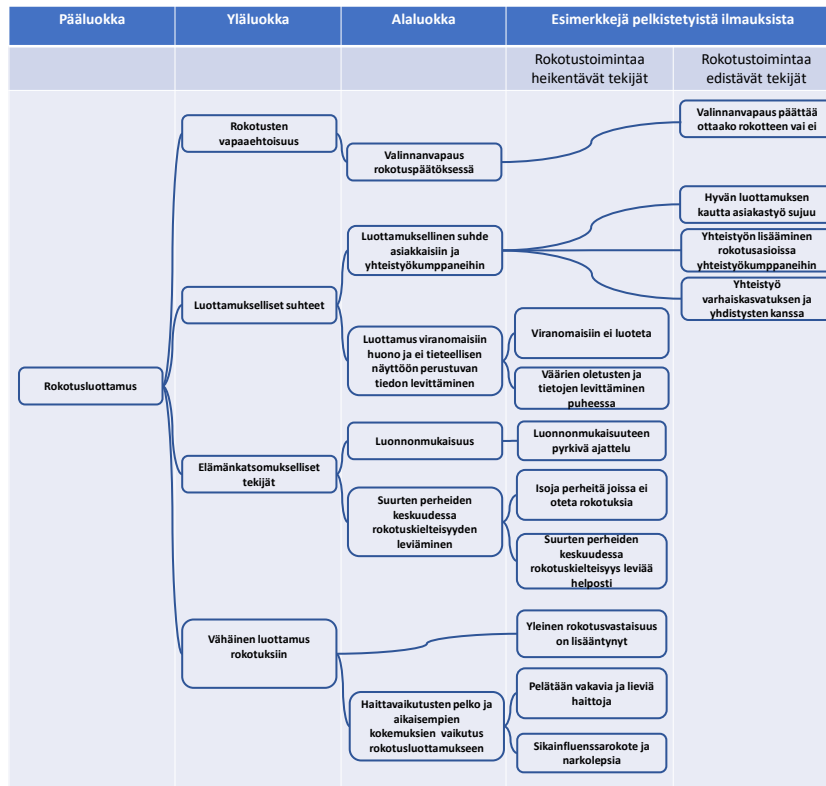 Pääluokka
Yläluokka
Alaluokka
Esimerkkejä pelkistetyistä ilmauksista
Rokotustoimintaa
heikentävät tekijät
Rokotustoimintaa
edistävät tekijät
Rokotusluottamus
Rokotusten
vapaaehtoisuus
Valinnanvapaus
rokotuspäätöksessä
Valinnanvapaus päättää
ottaako rokotteen vai ei
Luottamukselliset suhteet
Luottamuksellinen suhde
asiakkaisiin ja
yhteistyökumppaneihin
Hyvän luottamuksen
kautta asiakastyö sujuu
Yhteistyön lisääminen
rokotusasioissa
yhteistyökumppaneihin
Yhteistyö
varhaiskasvatuksen ja
yhdistysten kanssa
Luottamus viranomaisiin
huono ja ei tieteellisen
näyttöön perustuvan
tiedon levittäminen
Viranomaisiin ei luoteta
Väärien oletusten ja
tietojen levittäminen
puheessa
Elämänkatsomukselliset
tekijät
Luonnonmukaisuus
Luonnonmukaisuuteen
pyrkivä ajattelu
Suurten perheiden
keskuudessa
rokotuskielteisyyden
leviäminen
Isoja perheitä joissa ei
oteta rokotuksia
Suurten perheiden
keskuudessa
rokotuskielteisyys leviää
helposti
Vähäinen luottamus
rokotuksiin
Yleinen rokotusvastaisuus
on lisääntynyt
Haittavaikutusten pelko ja
aikaisempien
kokemuksien vaikutus
rokotusluottamukseen
Pelätään vakavia ja lieviä
haittoja
Sikainfluenssarokote ja
narkolepsia